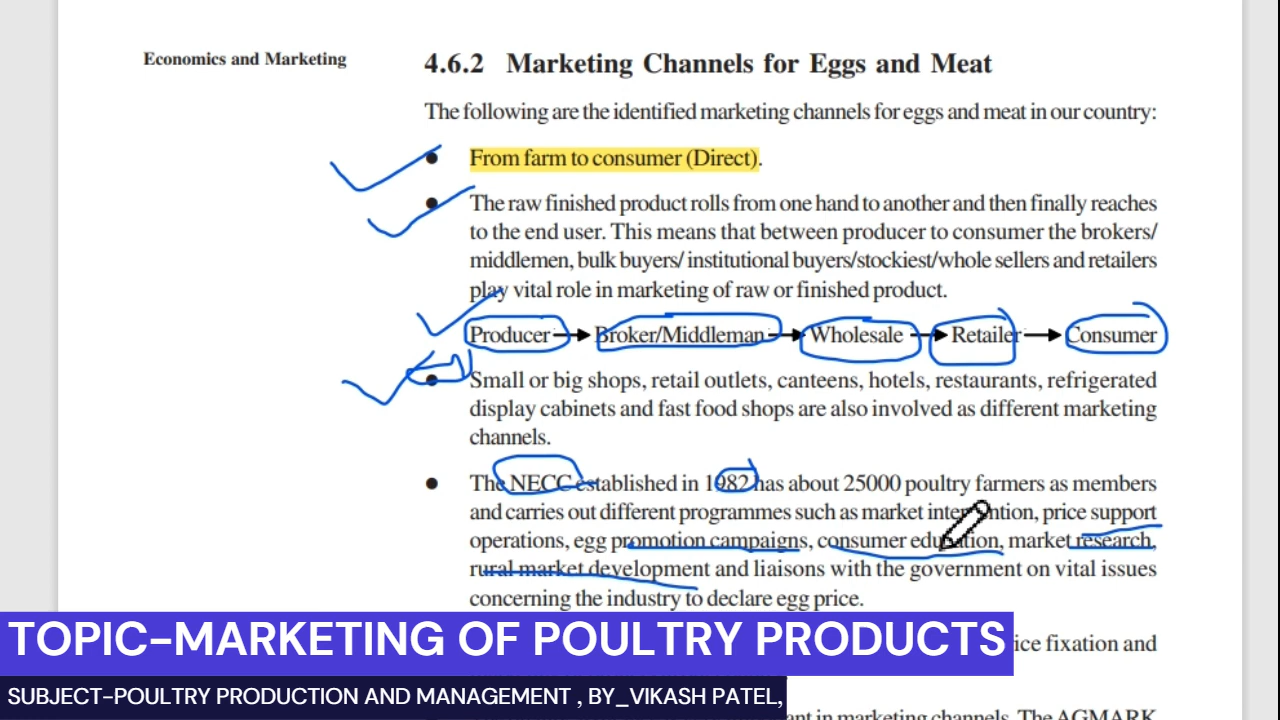 Economics and Marketing
4.6.2 Marketing Channels for Eggs and Meat
The following are the identified marketing channels for eggs and meat in our country:
• From farm to consumer (Direct).
• The raw finished product rolls from one hand to another and then finally reaches
to the end user. This means that between producer to consumer the brokers/
middlemen, bulk buyers/ institutional buyers/stockiest/whole sellers and retailers
play vital role in marketing of raw or finished product.
Producer → Broker/Middleman → Wholesale → Retailer → Consumer
• Small or big shops, retail outlets, canteens, hotels, restaurants, refrigerated
display cabinets and fast food shops are also involved as different marketing
channels.
• The NECC established in 1982 has about 25000 poultry farmers as members
and carries out different programmes such as market intervention, price support
operations, egg promotion campaigns, consumer education, market research,
rural market development and liaisons with the government on vital issues
concerning the industry to declare egg price.
TOPIC-MARKETING OF POULTRY PRODUCTS
fixation and
SUBJECT-POULTRY PRODUCTION AND MANAGEMENT , BY_VIKASH PATEL,
in marketing channels. The AGMARK